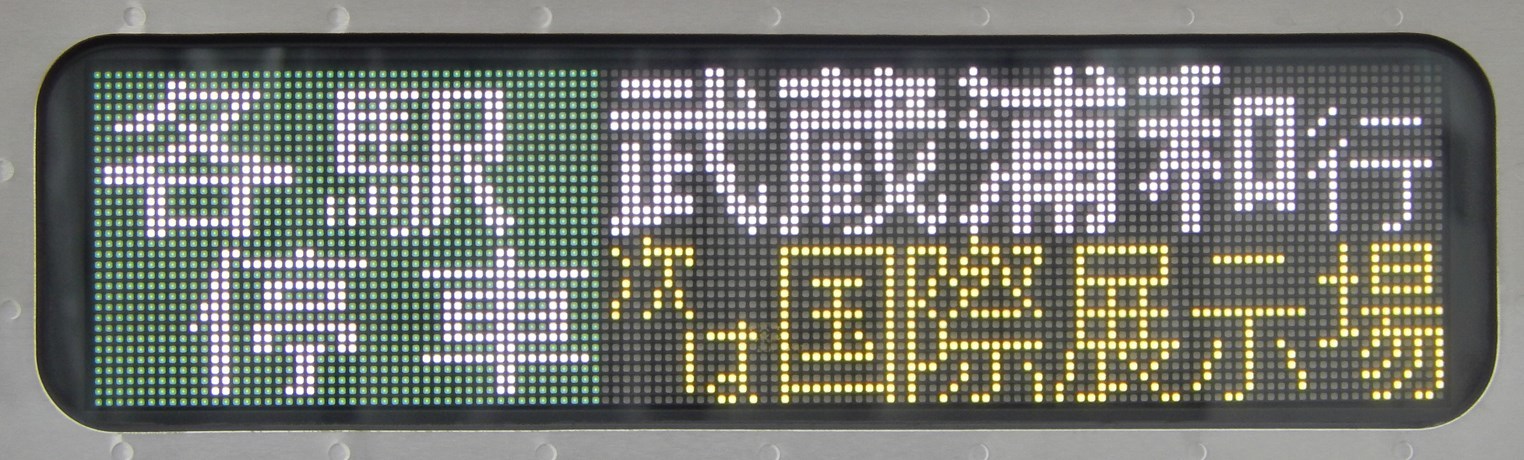 各駅停車
武蔵浦和行
次は国際展示場